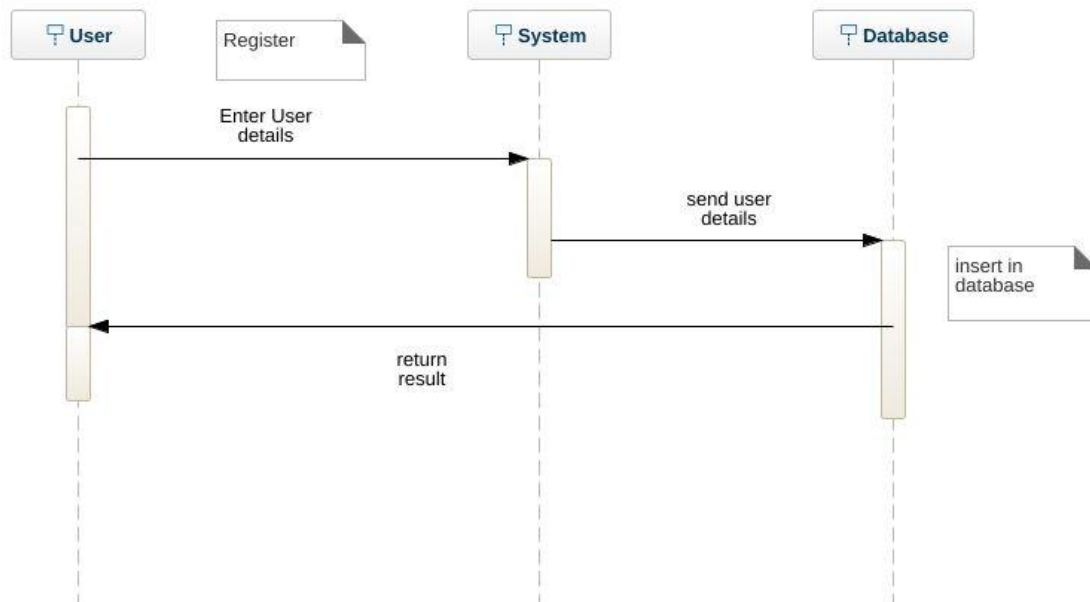 User
Register
System
Database
Enter User
details
send user
details
insert in
database
return
result